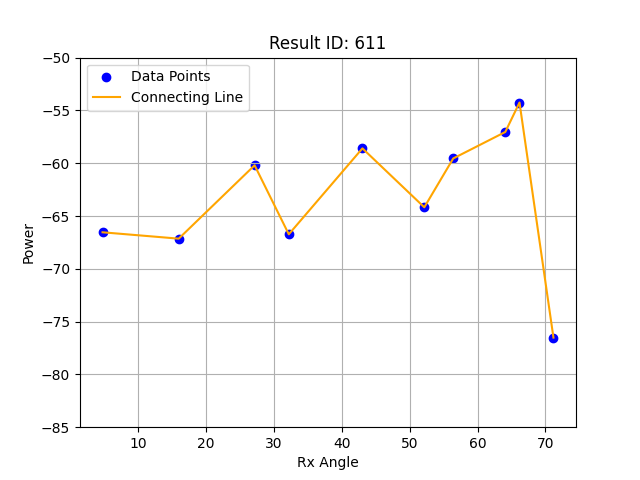 Result ID: 611
Data Points
Connecting Line
−50
−55
−60
−65
−70
−75
−80
−85
Power
10 20 30 40 50 60 70
Rx Angle